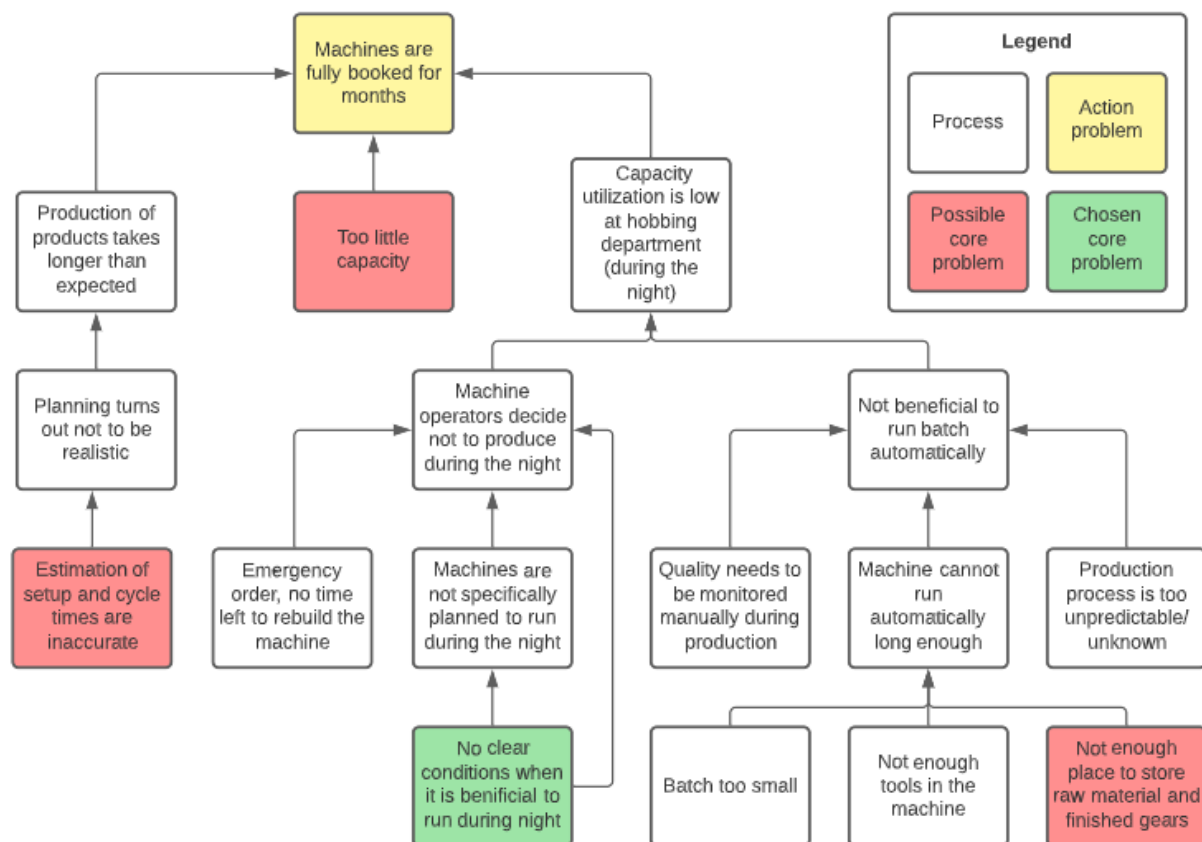 Machines are
fully booked for
months
Legend
Process
Action
problem
Possible
core
problem
Chosen
core
problem
Production of
products takes
longer than
expected
Too little
capacity
Capacity
utilization is low
at hobbing
department
(during the
night)
Planning turns
out not to be
realistic
Machine
operators decide
not to produce
during the night
Not beneficial to
run batch
automatically
Estimation of
setup and cycle
times are
inaccurate
Emergency
order, no time
left to rebuild the
machine
Machines are
not specifically
planned to run
during the night
Quality needs to
be monitored
manually during
production
Machine cannot
run
automatically
long enough
Production
process is too
unpredictable/
unknown
No clear
conditions when
it is benificial to
run during night
Batch too small
Not enough
tools in the
machine
Not enough
place to store
raw material and
finished gears